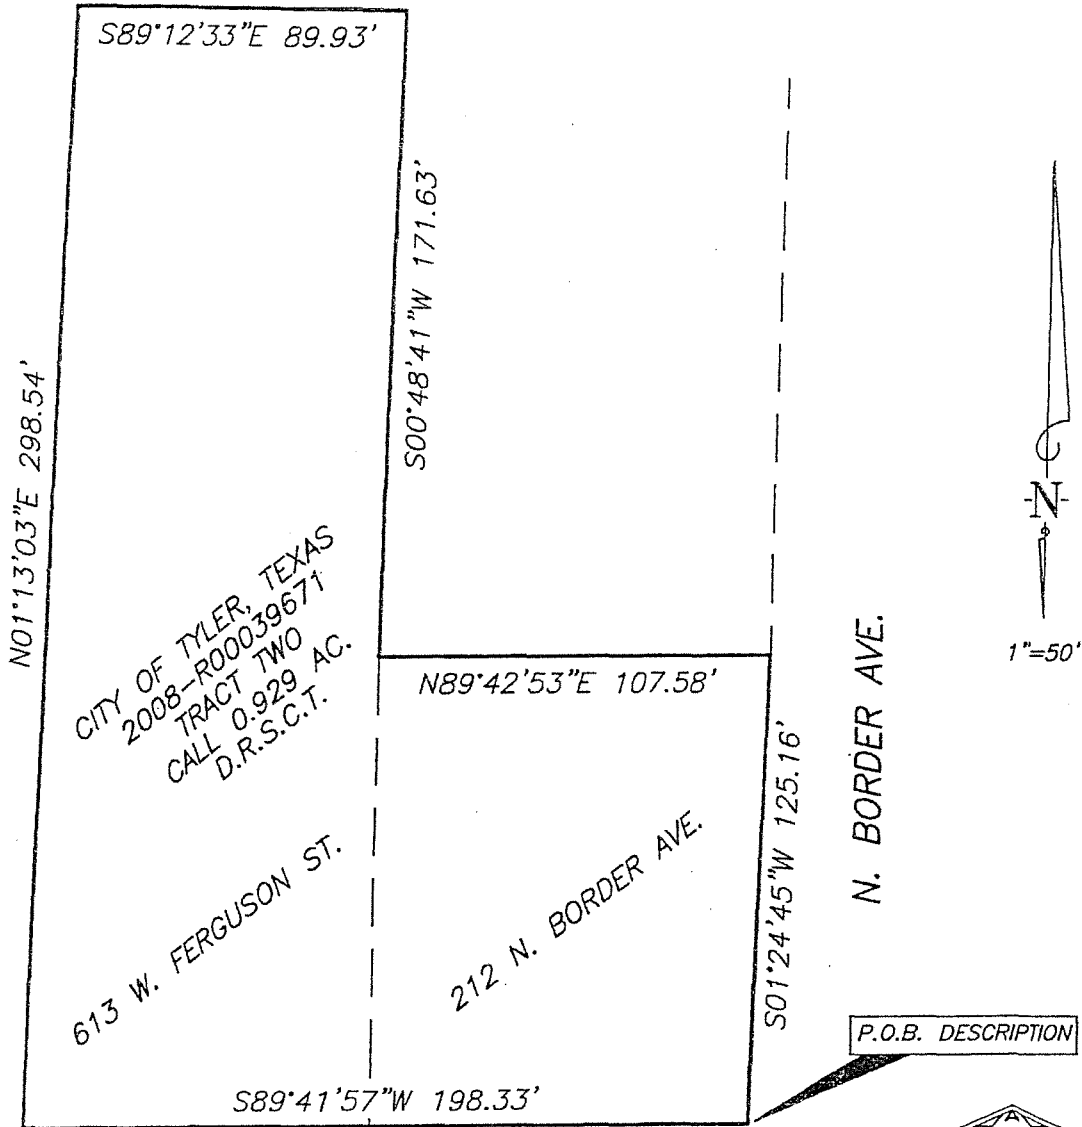 S89°12'33"E 89.93'
S00°48'41"W 171.63'
N01°13'03"E 298.54'
N
1"=50'
CITY OF TYLER, TEXAS
2008-R00039671
TRACT TWO
CALL 0.929 AC.
D.R.S.C.T.
N89°42'53"E 107.58'
N. BORDER AVE.
S01°24'45"W 125.16'
613 W. FERGUSON ST.
212 N. BORDER AVE.
P.O.B. DESCRIPTION
S89°41'57"W 198.33'